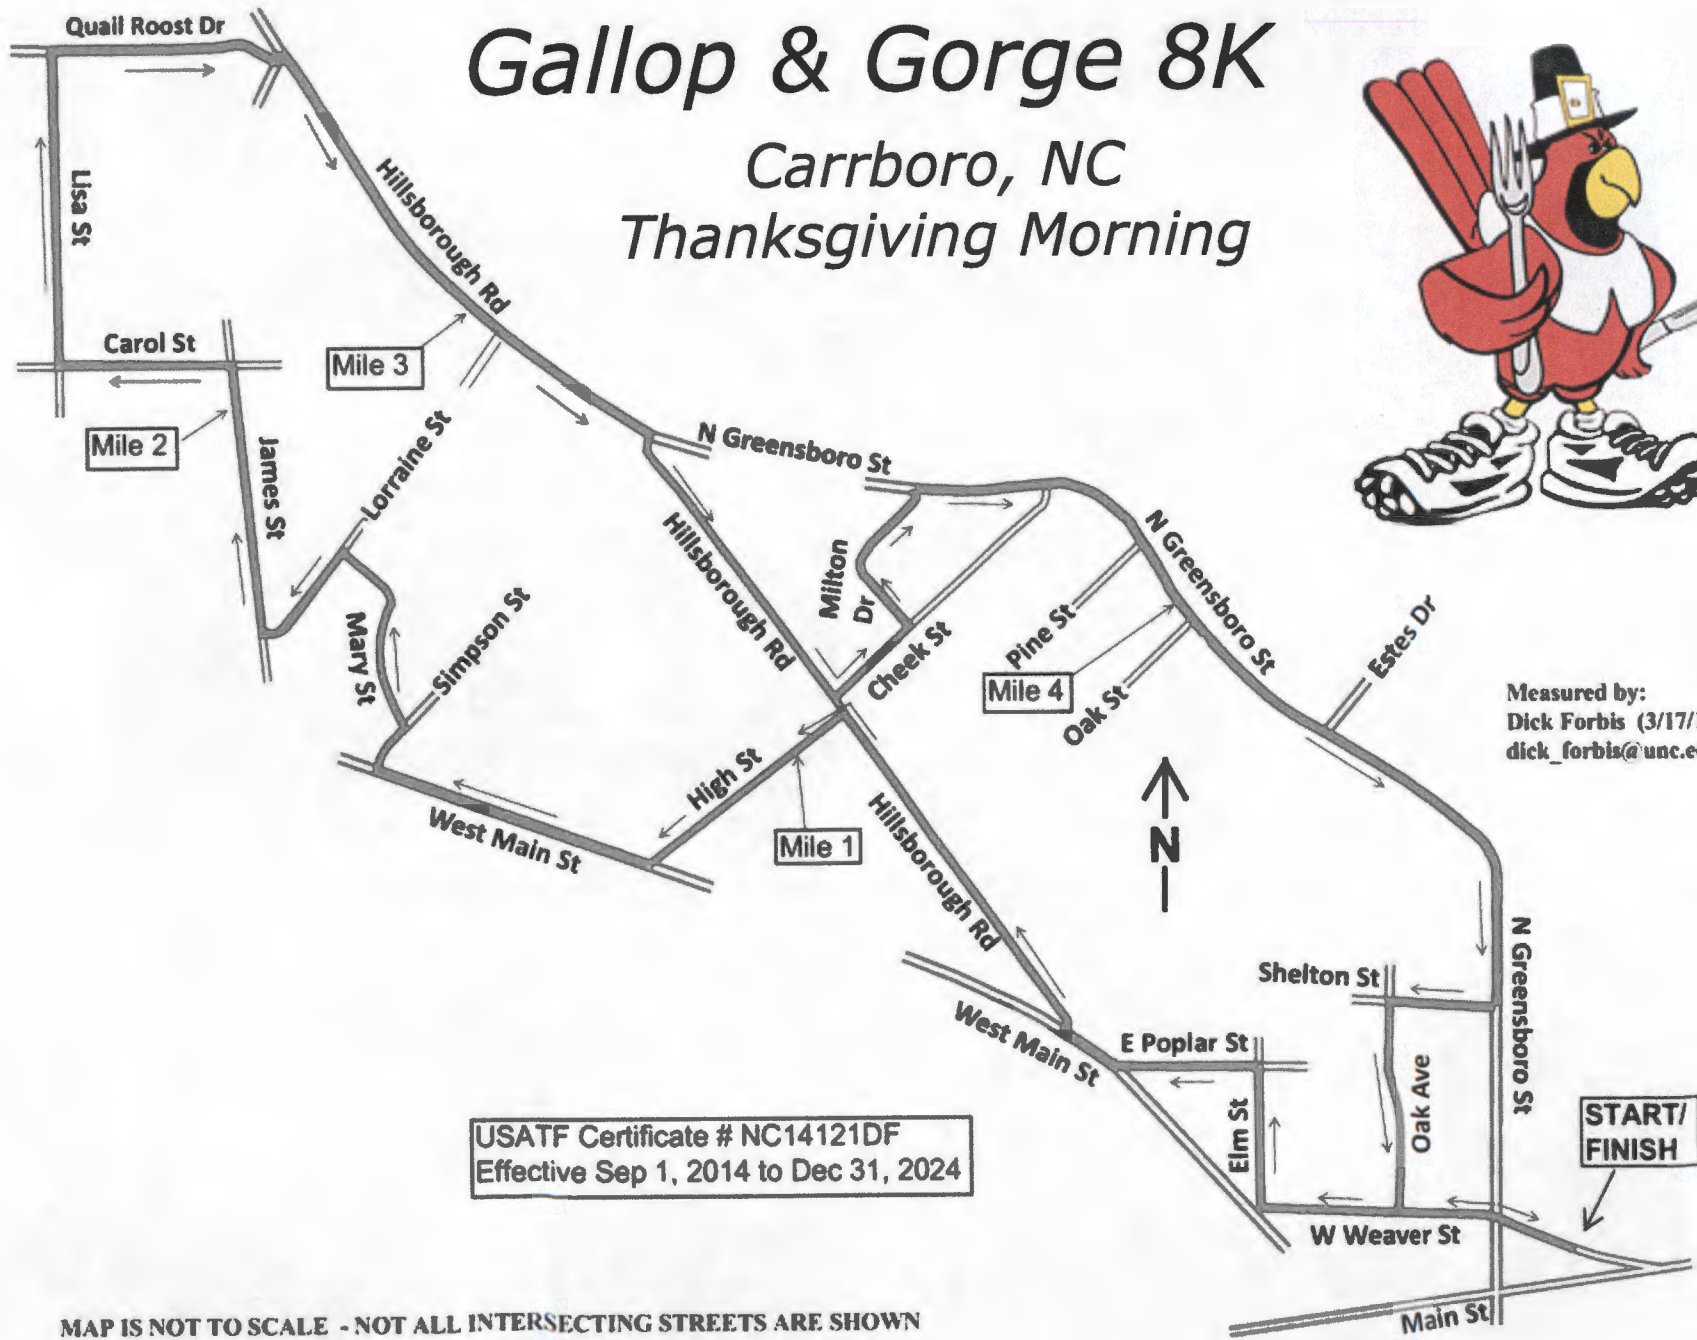 Gallop & Gorge 8K
Carrboro, NC
Thanksgiving Morning
Quail Roost Dr
Lisa St
Hillsborough Rd
Carol St
Mile 3
Mile 2
James St
Lorraine St
N Greensboro St
Hillsborough Rd
Milton
Dr
N Greensboro St
Mary St
Simpson St
Cheek St
Pine St
Mile 4
Oak St
Estes Dr
Measured by:
Dick Forbis (3/17/
dick_forbis@unc.e
High St
Mile 1
West Main St
Hillsborough Rd
N
N Greensboro St
Shelton St
West Main St
E Poplar St
Oak Ave
Elm St
START/
FINISH
W Weaver St
Main St
USATF Certificate # NC14121DF
Effective Sep 1, 2014 to Dec 31, 2024
MAP IS NOT TO SCALE - NOT ALL INTERSECTING STREETS ARE SHOWN